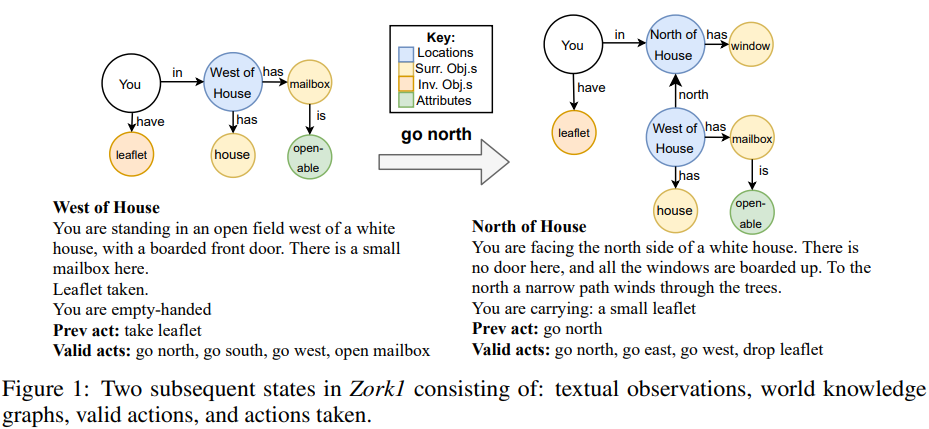 You
in
West of
House
has
mailbox
have
has
is
leaflet
house
open-
able
Key:
Locations
Surr. Obj.s
Inv. Obj.s
Attributes
go north
You
in
North of
House
has
window
have
north
leaflet
West of
House
has
mailbox
has
is
house
open-
able
West of House
You are standing in an open field west of a white
house, with a boarded front door. There is a small
mailbox here.
Leaflet taken.
You are empty-handed
Prev act: take leaflet
Valid acts: go north, go south, go west, open mailbox
North of House
You are facing the north side of a white house. There is
no door here, and all the windows are boarded up. To the
north a narrow path winds through the trees.
You are carrying: a small leaflet
Prev act: go north
Valid acts: go north, go east, go west, drop leaflet
Figure 1: Two subsequent states in Zork1 consisting of: textual observations, world knowledge
graphs, valid actions, and actions taken.